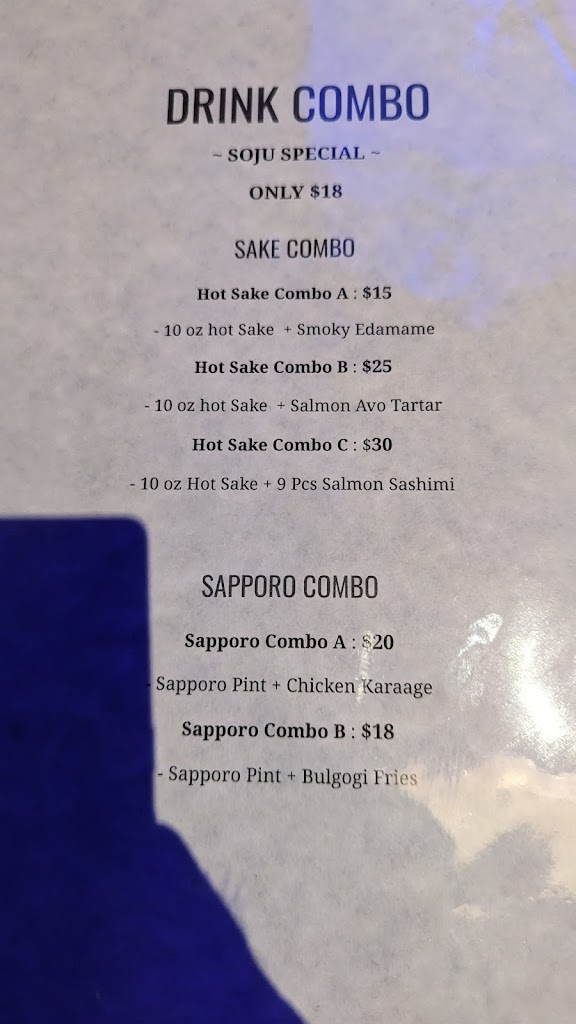 DRINK COMBO
~ SOJU SPECIAL ~
ONLY $18
SAKE COMBO
Hot Sake Combo A : $15
- 10 oz hot Sake + Smoky Edamame
Hot Sake Combo B : $25
- 10 oz hot Sake + Salmon Avo Tartar
Hot Sake Combo C : $30
- 10 oz Hot Sake + 9 Pcs Salmon Sashimi
SAPPORO COMBO
Sapporo Combo A : $20
- Sapporo Pint + Chicken Karaage
Sapporo Combo B : $18
- Sapporo Pint + Bulgogi Fries